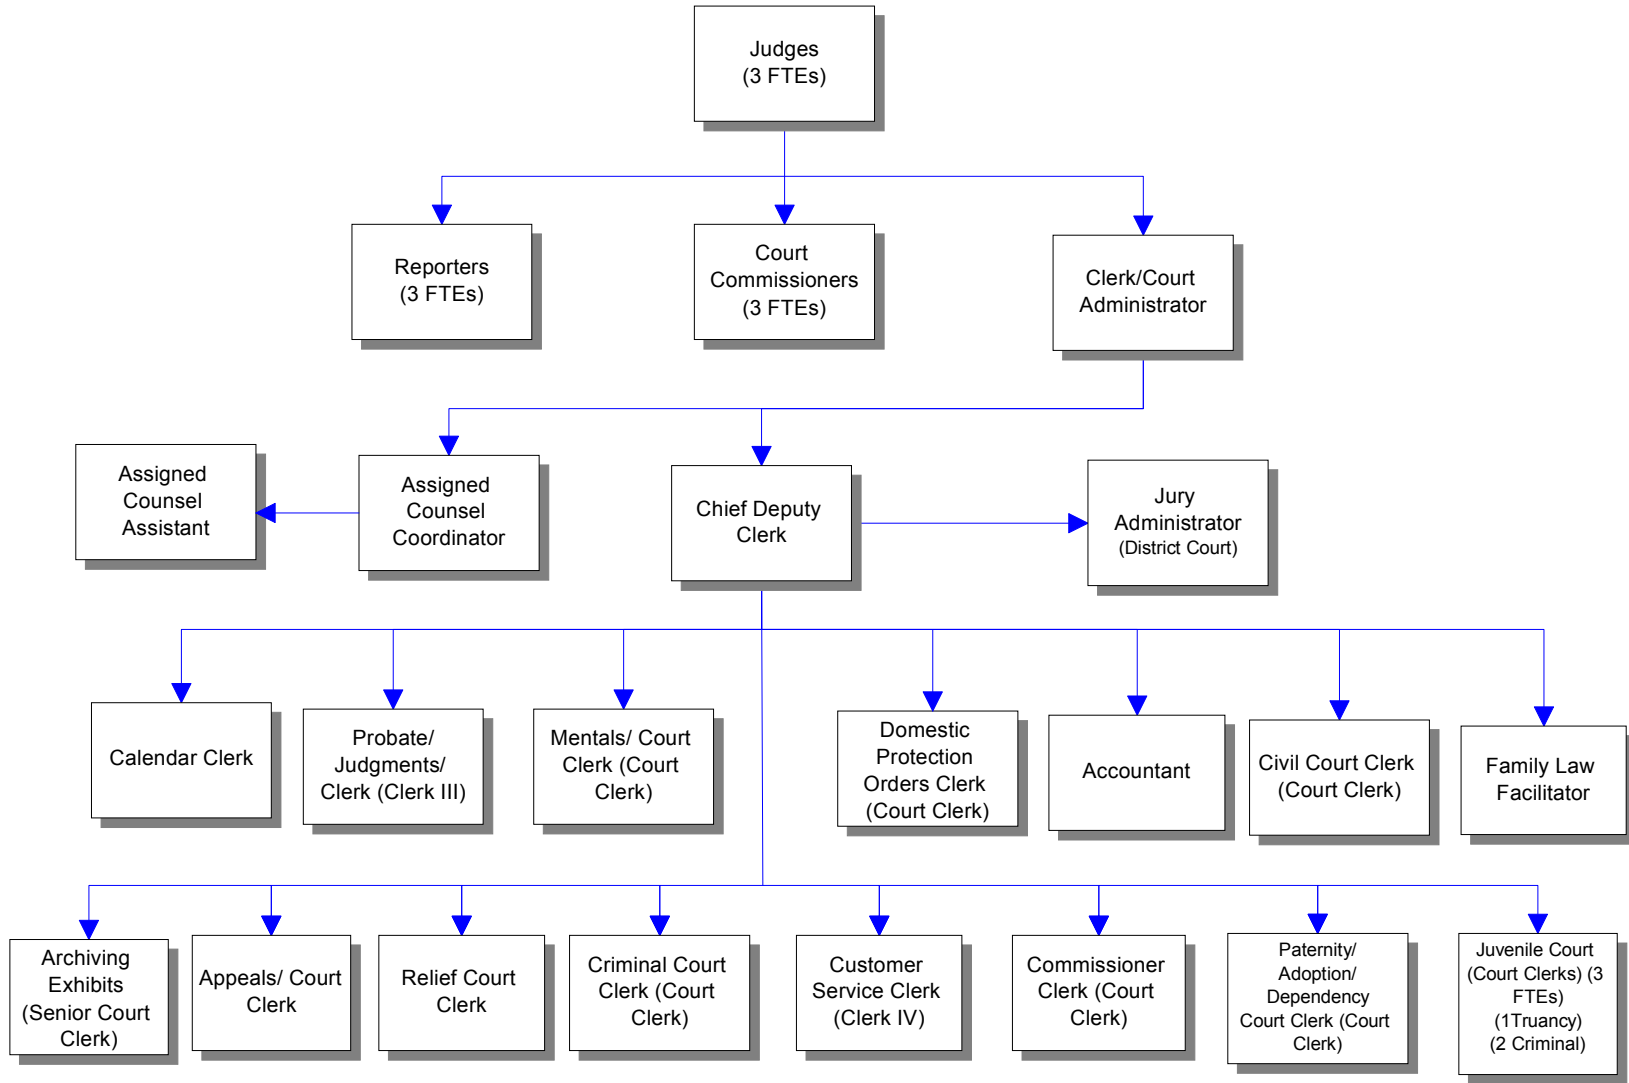 Judges
(3 FTEs)
Reporters
(3 FTEs)
Court
Commissioners
(3 FTEs)
Clerk/Court
Administrator
Assigned
Counsel
Assistant
Assigned
Counsel
Coordinator
Chief Deputy
Clerk
Jury
Administrator
(District Court)
Calendar Clerk
Probate/
Judgments/
Clerk (Clerk III)
Mentals/ Court
Clerk (Court
Clerk)
Domestic
Protection
Orders Clerk
(Court Clerk)
Accountant
Civil Court Clerk
(Court Clerk)
Family Law
Facilitator
Archiving
Exhibits
(Senior Court
Clerk)
Appeals/ Court
Clerk
Relief Court
Clerk
Criminal Court
Clerk (Court
Clerk)
Customer
Service Clerk
(Clerk IV)
Commissioner
Clerk (Court
Clerk)
Paternity/
Adoption/
Dependency
Court Clerk (Court
Clerk)
Juvenile Court
(Court Clerks) (3
FTEs)
(1Truancy)
(2 Criminal)